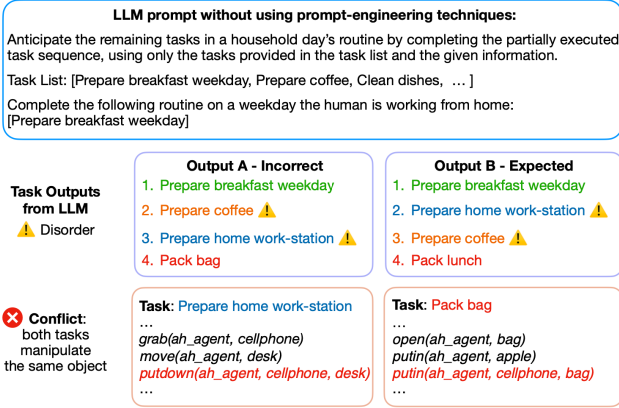 LLM prompt without using prompt-engineering techniques:
Anticipate the remaining tasks in a household day's routine by completing the partially executed
task sequence, using only the tasks provided in the task list and the given information.
Task List: [Prepare breakfast weekday, Prepare coffee, Clean dishes, … ]
Complete the following routine on a weekday the human is working from home:
[Prepare breakfast weekday]
Task Outputs
from LLM
Disorder
Output A - Incorrect
1. Prepare breakfast weekday
2. Prepare coffee
3. Prepare home work-station
4. Pack bag
Output B - Expected
1. Prepare breakfast weekday
2. Prepare home work-station
3. Prepare coffee
4. Pack lunch
Conflict:
both tasks
manipulate
the same object
Task: Prepare home work-station
…
grab(ah_agent, cellphone)
move(ah_agent, desk)
putdown(ah_agent, cellphone, desk)
…
Task: Pack bag
…
open(ah_agent, bag)
putin(ah_agent, apple)
putin(ah_agent, cellphone, bag)
…